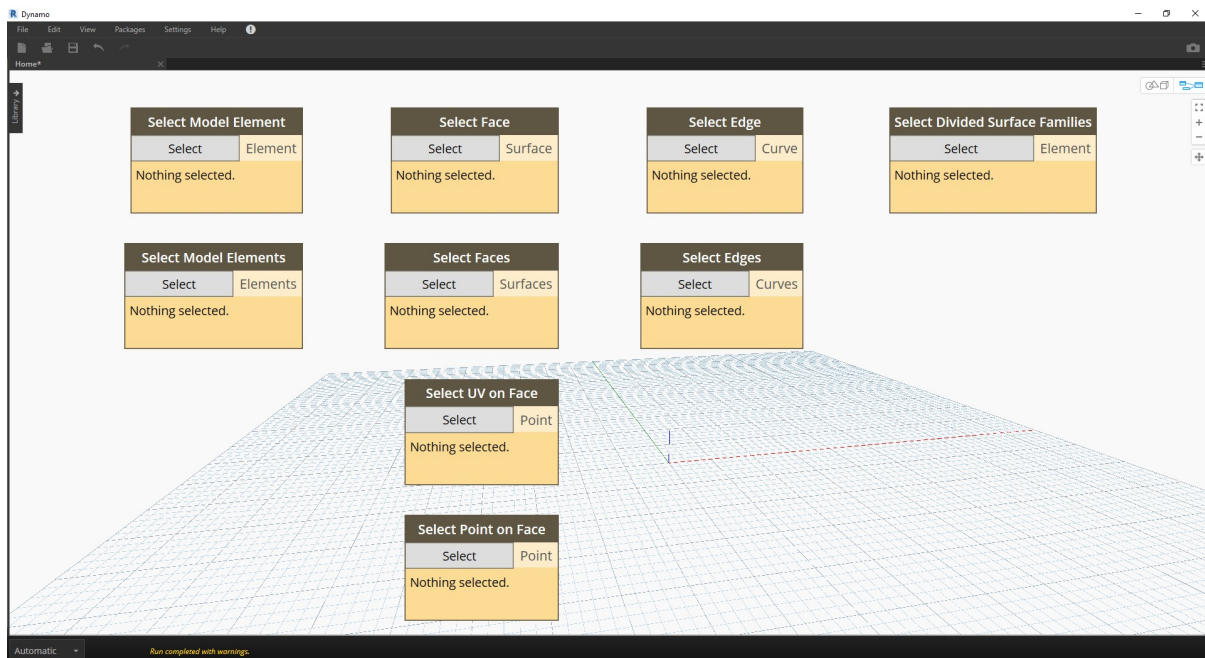 R Dynamo
File Edit View Packages Settings Help !
Home*
Library
Select Model Element
Select Element
Nothing selected.
Select Face
Select Surface
Nothing selected.
Select Edge
Select Curve
Nothing selected.
Select Divided Surface Families
Select Element
Nothing selected.
Select Model Elements
Select Elements
Nothing selected.
Select Faces
Select Surfaces
Nothing selected.
Select Edges
Select Curves
Nothing selected.
Select UV on Face
Select Point
Nothing selected.
Select Point on Face
Select Point
Nothing selected.
Automatic Run completed with warnings.